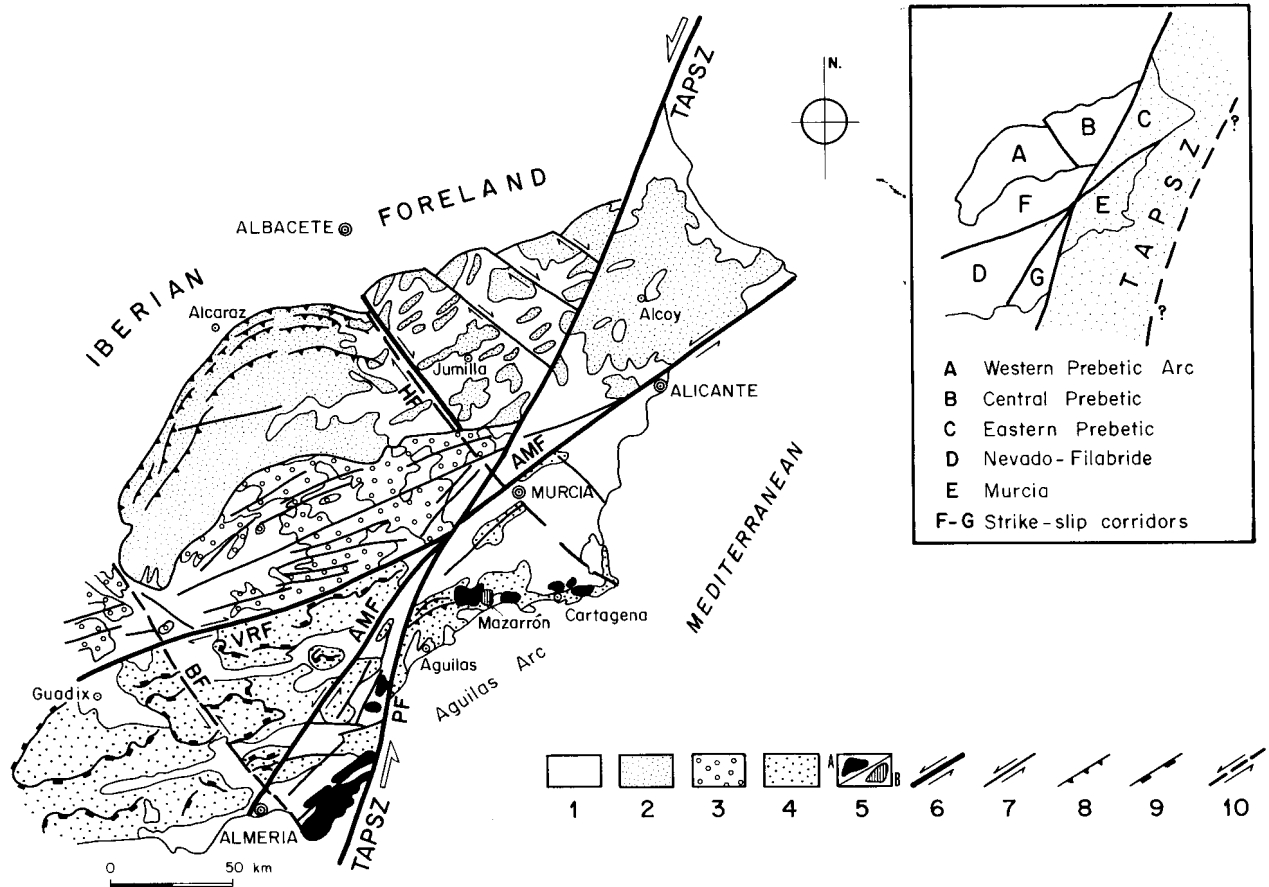 TAPSZ
N.
IBERIAN FORELAND
ALBACETE
Alcaraz
Alcoy
Jumilla
HF
ALICANTE
AMF
MURCIA
MEDITERRANEAN
Cartagena
Mazarrón
VRF
AMF
Aguilas
Aguilas Arc
BF
Guadix
PF
ALMERIA
TAPSZ
0 50 km
A
B
C
F
E
D
G
TAPSZ
?
?
A Western Prebetic Arc
B Central Prebetic
C Eastern Prebetic
D Nevado-Filabride
E Murcia
F-G Strike-slip corridors
A
B
1 2 3 4 5 6 7 8 9 10